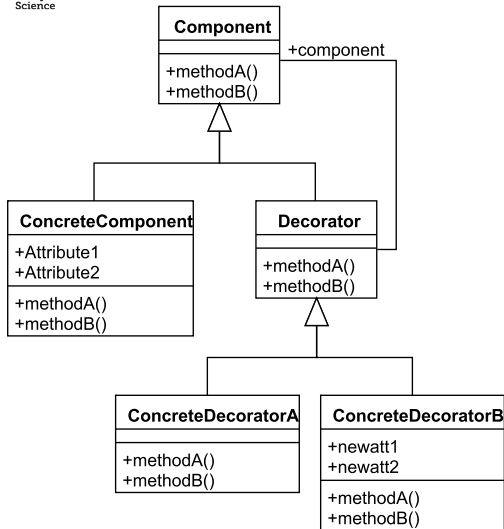 Science
Component
+component
+methodA()
+methodB()
ConcreteComponent
+Attribute1
+Attribute2
+methodA()
+methodB()
Decorator
+methodA()
+methodB()
ConcreteDecoratorA
+methodA()
+methodB()
ConcreteDecoratorB
+newatt1
+newatt2
+methodA()
+methodB()